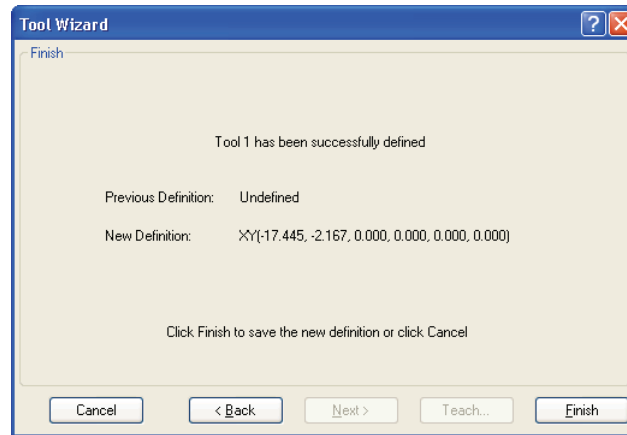 Tool Wizard
Finish
Tool 1 has been successfully defined
Previous Definition: Undefined
New Definition: XY(-17.445, -2.167, 0.000, 0.000, 0.000, 0.000)
Click Finish to save the new definition or click Cancel
Cancel < Back Next > Teach... Finish